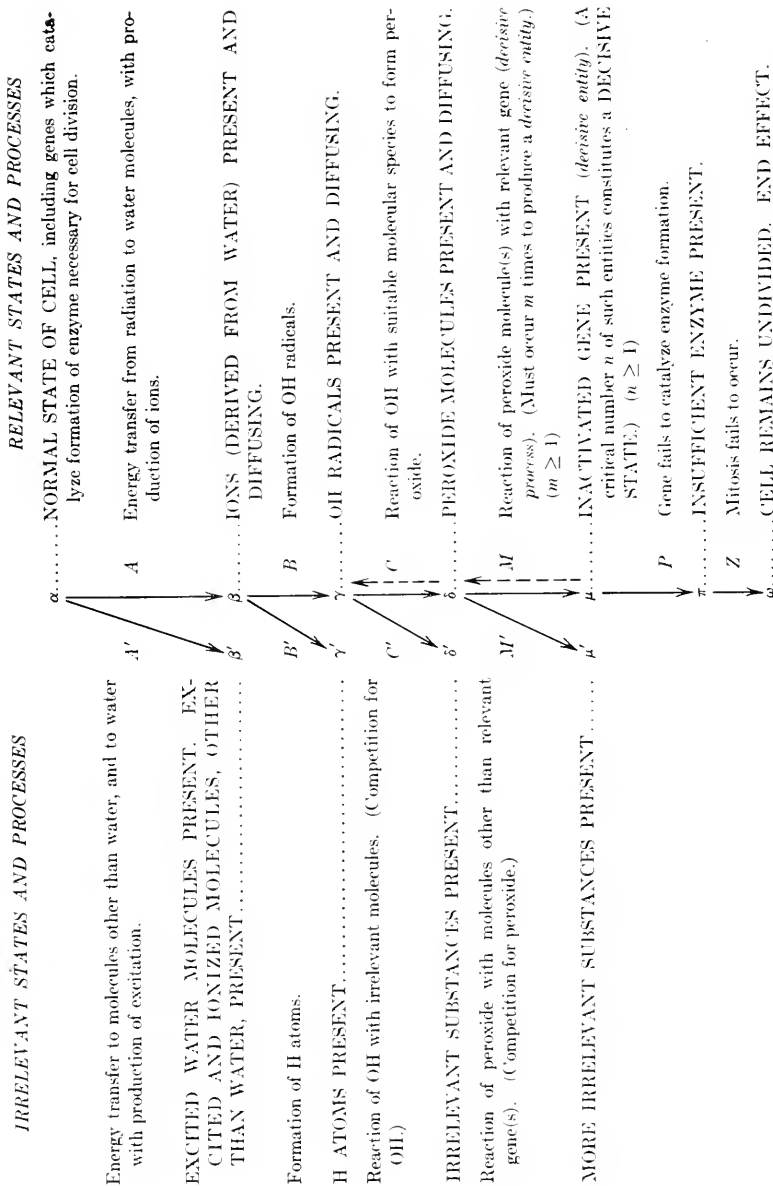 IRRELEVANT STATES AND PROCESSES
RELEVANT STATES AND PROCESSES
α........NORMAL STATE OF CELL, including genes which cata-
lyze formation of enzyme necessary for cell division.
Energy transfer to molecules other than water, and to water
with production of excitation.
A′
A
Energy transfer from radiation to water molecules, with pro-
duction of ions.
EXCITED WATER MOLECULES PRESENT. EX-
CITED AND IONIZED MOLECULES, OTHER
THAN WATER, PRESENT................
β′
β........IONS (DERIVED FROM WATER) PRESENT AND
DIFFUSING.
Formation of H atoms.
B′
B
Formation of OH radicals.
H ATOMS PRESENT................................
γ′
γ........OH RADICALS PRESENT AND DIFFUSING.
Reaction of OH with irrelevant molecules. (Competition for
OH.)
C′
C
Reaction of OH with suitable molecular species to form per-
oxide.
IRRELEVANT SUBSTANCES PRESENT............
δ′
δ........PEROXIDE MOLECULES PRESENT AND DIFFUSING.
Reaction of peroxide with molecules other than relevant
gene(s). (Competition for peroxide.)
M′
M
Reaction of peroxide molecule(s) with relevant gene (decisive
process). (Must occur m times to produce a decisive entity.)
(m ≥ 1)
MORE IRRELEVANT SUBSTANCES PRESENT......
μ′
μ........INACTIVATED GENE PRESENT (decisive entity). (A
critical number n of such entities constitutes a DECISIVE
STATE.) (n ≥ 1)
P
Gene fails to catalyze enzyme formation.
π........INSUFFICIENT ENZYME PRESENT.
Z
Mitosis fails to occur.
ω........CELL REMAINS UNDIVIDED. END EFFECT.